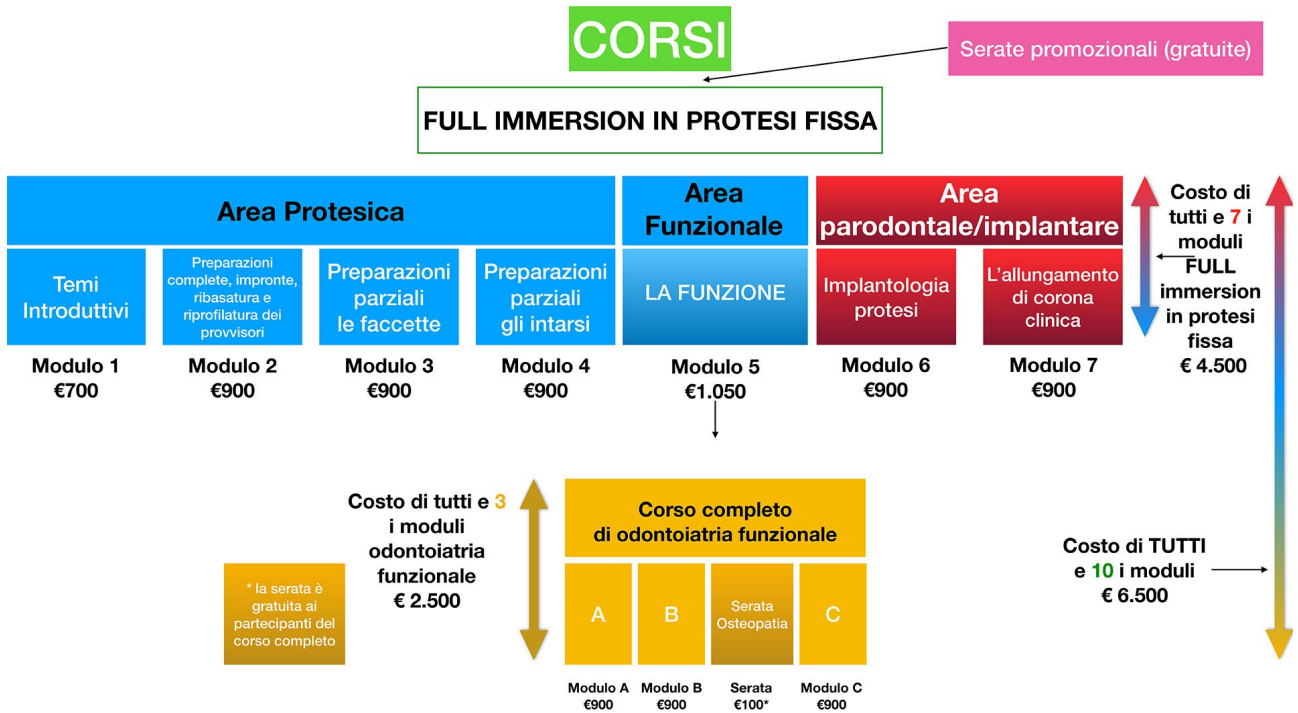 CORSI
Serate promozionali (gratuite)
FULL IMMERSION IN PROTESI FISSA
Area Protesica
Area
Funzionale
Area
parodontale/implantare
Temi
Introduttivi
Preparazioni
complete, impronte,
ribasatura e
riprofilatura dei
provvisori
Preparazioni
parziali
le faccette
Preparazioni
parziali
gli intarsi
LA FUNZIONE
Implantologia
protesi
L'allungamento
di corona
clinica
Modulo 1
€700
Modulo 2
€900
Modulo 3
€900
Modulo 4
€900
Modulo 5
€1.050
Modulo 6
€900
Modulo 7
€900
Costo di
tutti e 7 i
moduli
FULL
immersion
in protesi
fissa
€ 4.500
Costo di tutti e 3
i moduli
odontoiatria
funzionale
€ 2.500
Corso completo
di odontoiatria funzionale
* la serata è
gratuita ai
partecipanti del
corso completo
A
B
Serata
Osteopatia
C
Modulo A
€900
Modulo B
€900
Serata
€100*
Modulo C
€900
Costo di TUTTI
e 10 i moduli
€ 6.500